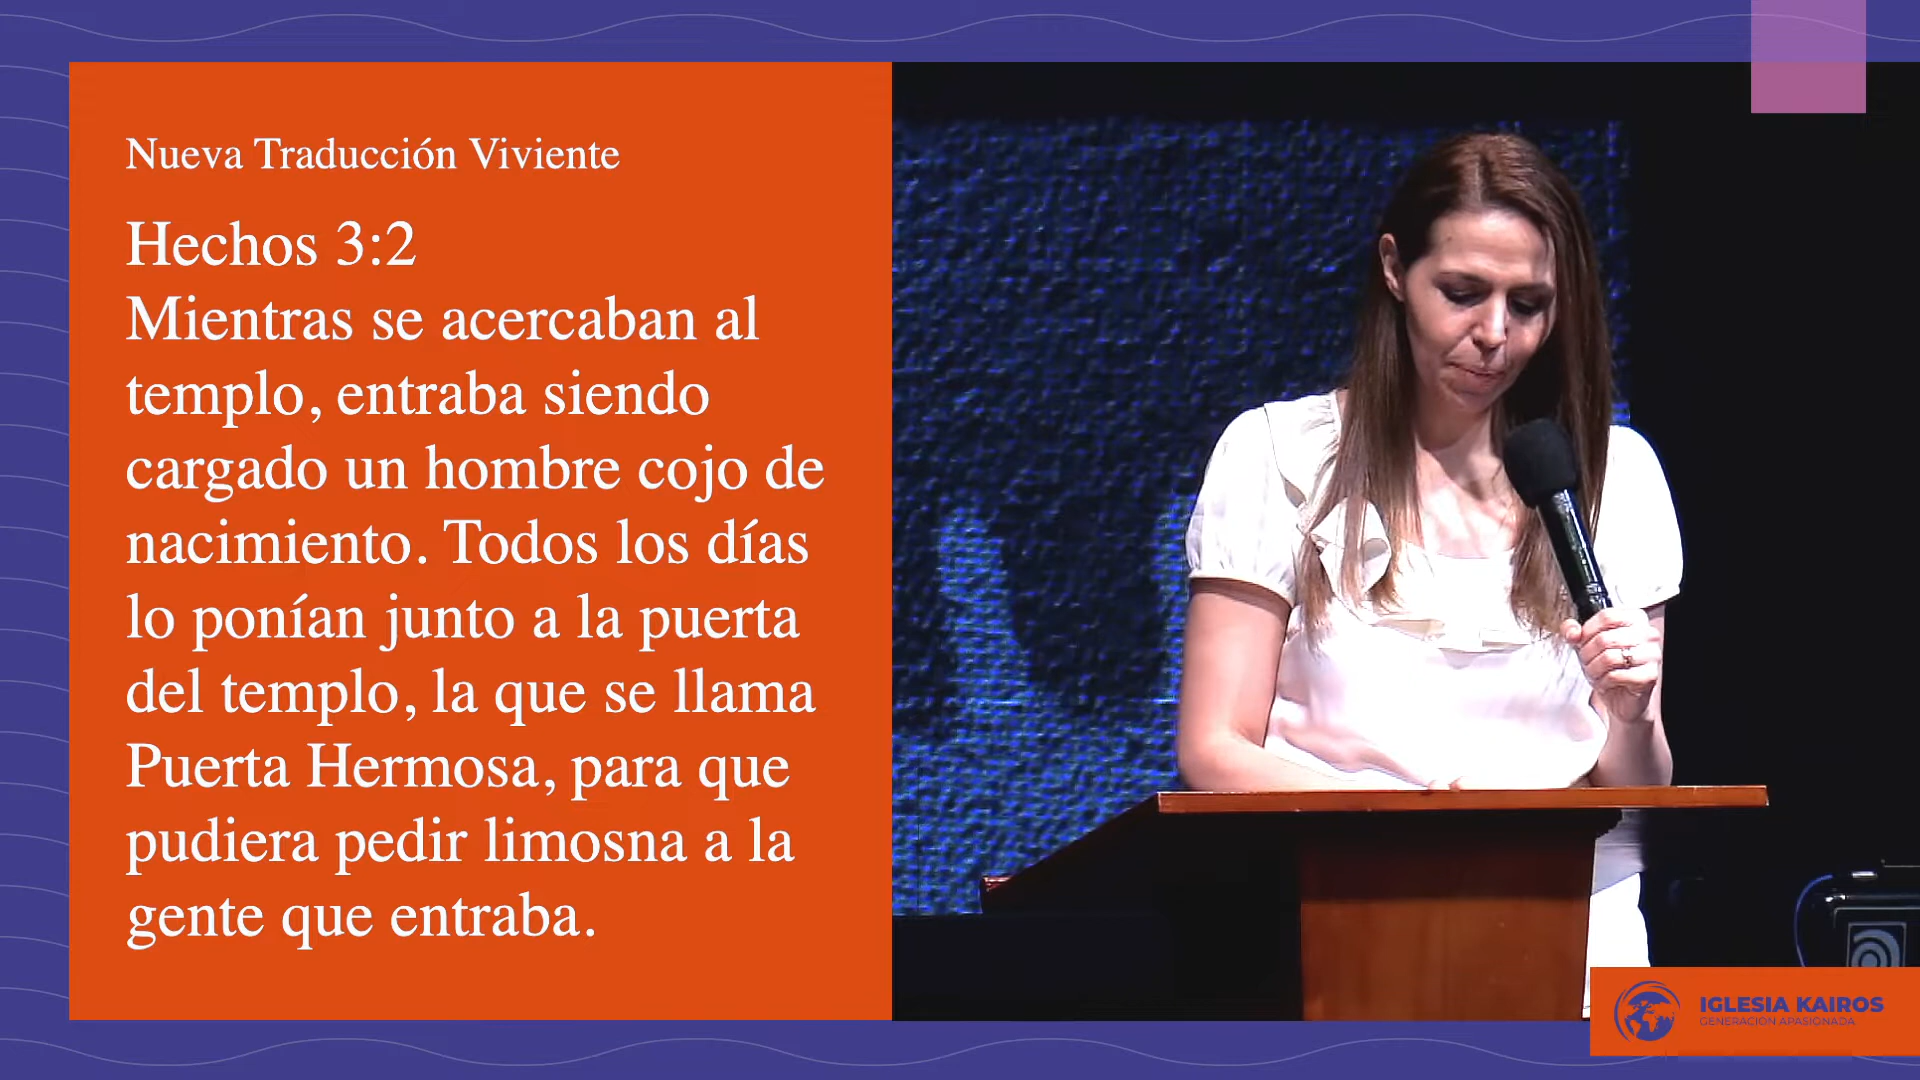 Nueva Traducción Viviente
Hechos 3:2
Mientras se acercaban al
templo, entraba siendo
cargado un hombre cojo de
nacimiento. Todos los días
lo ponían junto a la puerta
del templo, la que se llama
Puerta Hermosa, para que
pudiera pedir limosna a la
gente que entraba.
IGLESIA KAIROS
GENERACIÓN APASIONADA